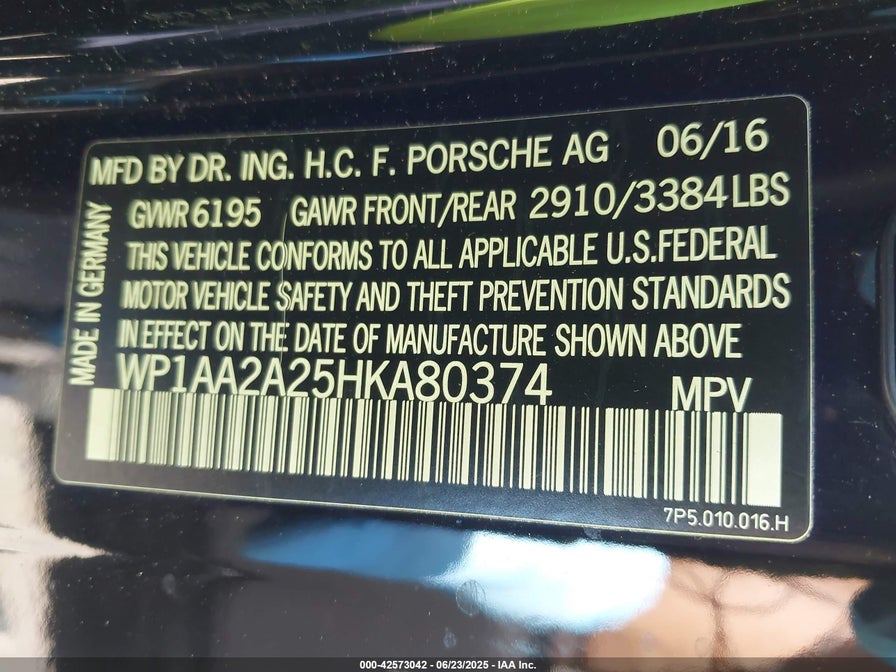 MFD BY DR. ING. H.C. F. PORSCHE AG 06/16
GVWR 6195 GAWR FRONT/REAR 2910/3384 LBS
THIS VEHICLE CONFORMS TO ALL APPLICABLE U.S.FEDERAL
MOTOR VEHICLE SAFETY AND THEFT PREVENTION STANDARDS
IN EFFECT ON THE DATE OF MANUFACTURE SHOWN ABOVE
WP1AA2A25HKA80374 MPV
MADE IN GERMANY
7P5.010.016.H
000-42573042 - 06/23/2025 - IAA Inc.